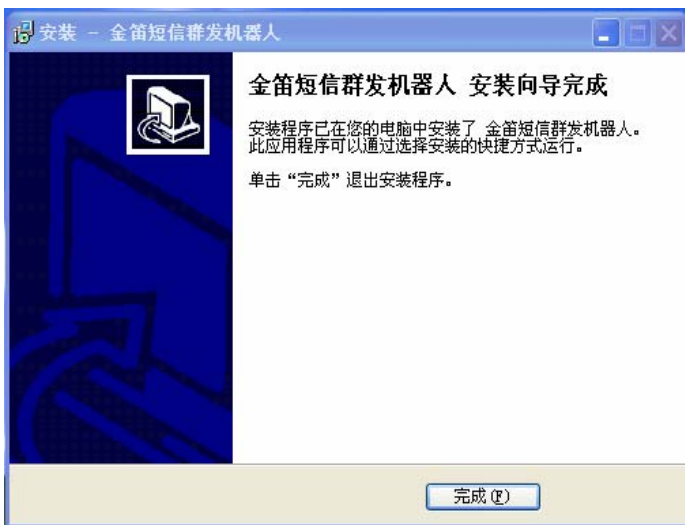 安装 - 金笛短信群发机器人
金笛短信群发机器人 安装向导完成
安装程序已在您的电脑中安装了 金笛短信群发机器人。
此应用程序可以通过选择安装的快捷方式运行。
单击“完成”退出安装程序。
完成(F)